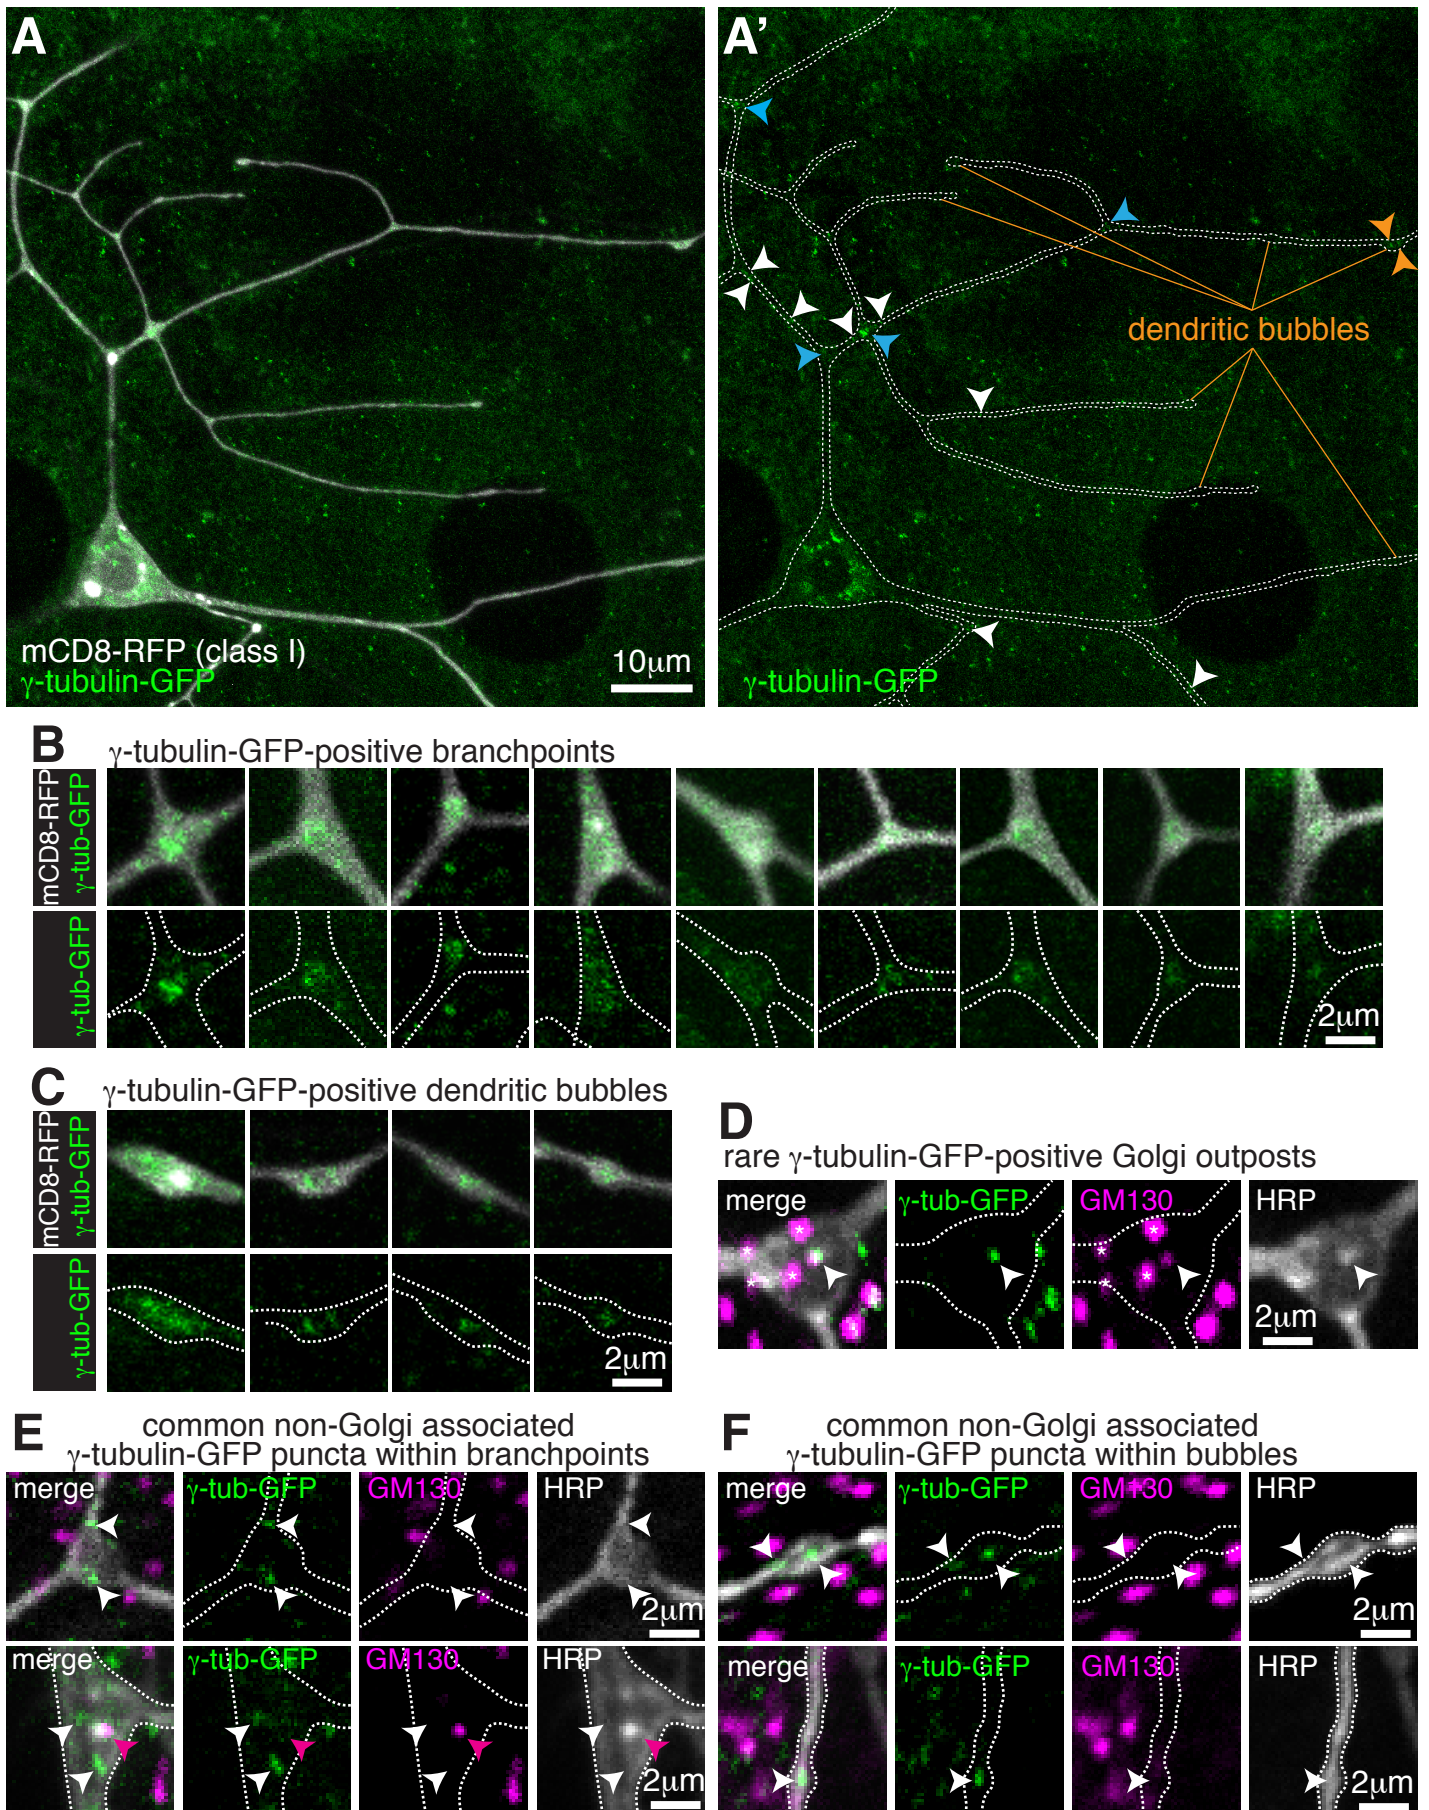 A
A’
dendritic bubbles
mCD8-RFP (class I)
γ-tubulin-GFP
10μm
γ-tubulin-GFP
B
γ-tubulin-GFP-positive branchpoints
mCD8-RFP
γ-tub-GFP
γ-tub-GFP
2μm
C
γ-tubulin-GFP-positive dendritic bubbles
mCD8-RFP
γ-tub-GFP
γ-tub-GFP
2μm
D
rare γ-tubulin-GFP-positive Golgi outposts
merge γ-tub-GFP GM130 HRP
* * * *
* * * *
2μm
E
common non-Golgi associated
γ-tubulin-GFP puncta within branchpoints
merge γ-tub-GFP GM130 HRP
2μm
merge γ-tub-GFP GM130 HRP
2μm
F
common non-Golgi associated
γ-tubulin-GFP puncta within bubbles
merge γ-tub-GFP GM130 HRP
2μm
merge γ-tub-GFP GM130 HRP
2μm